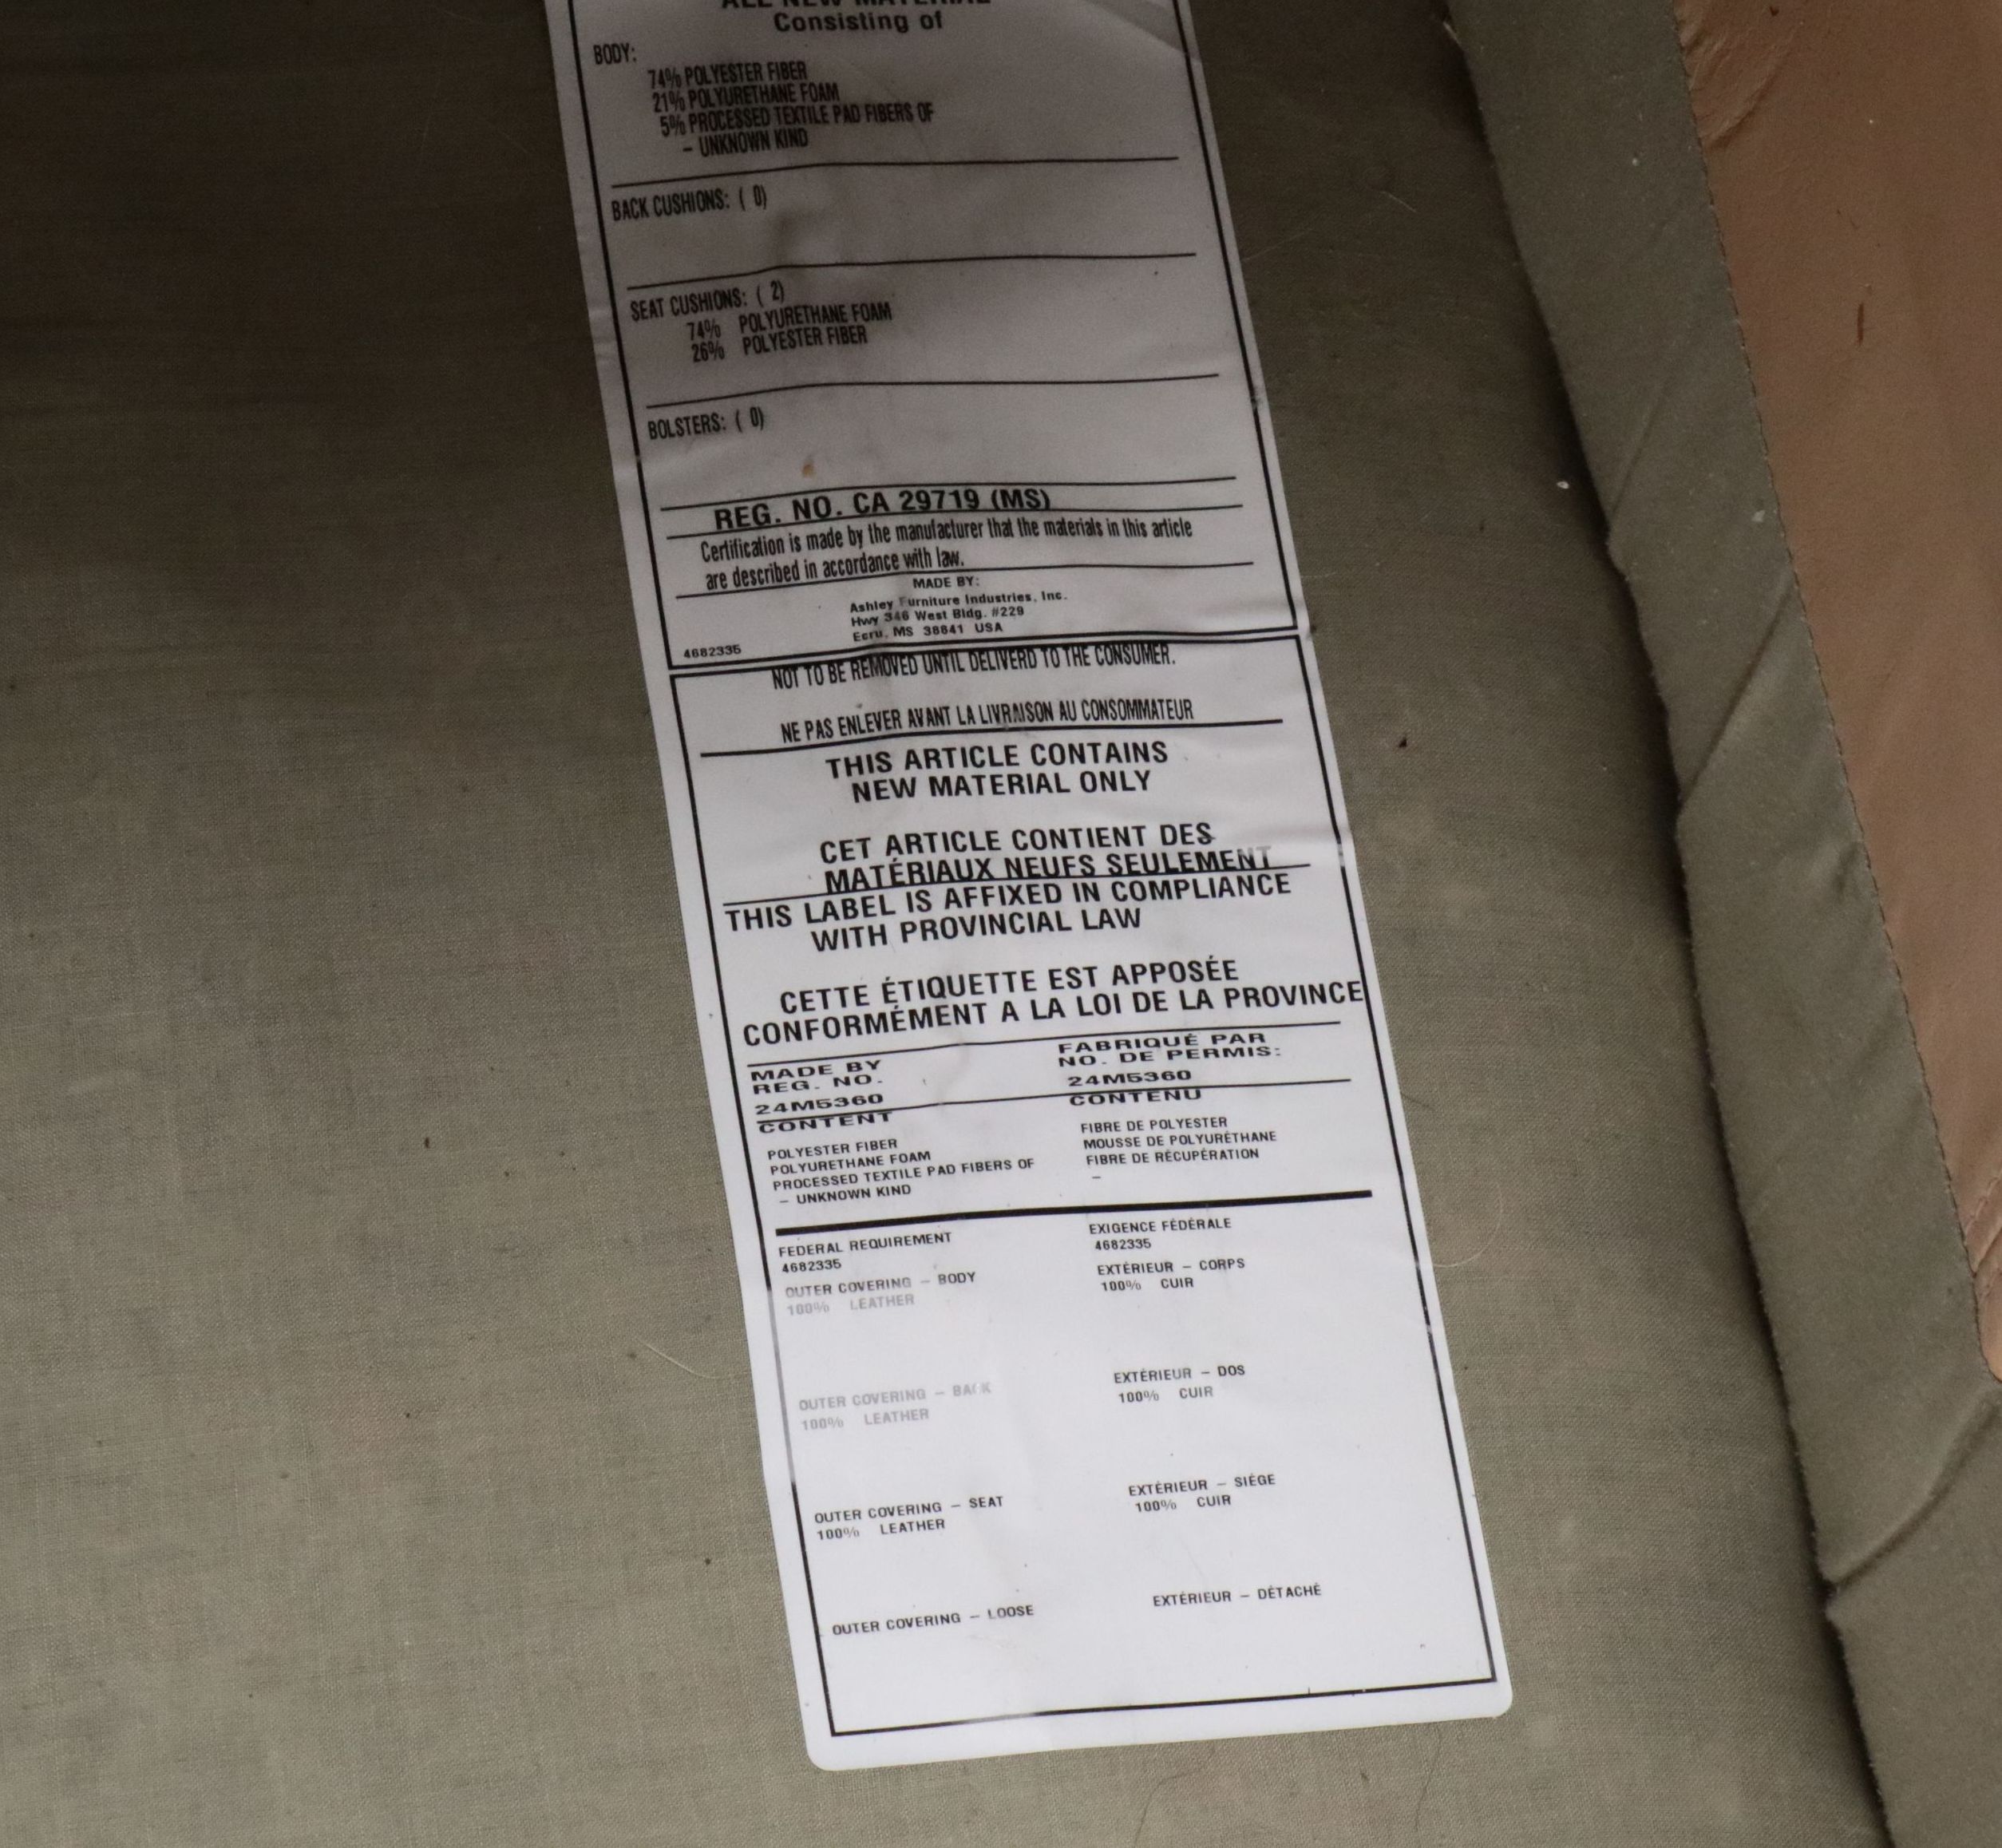 ALL NEW MATERIAL
Consisting of
BODY:
74% POLYESTER FIBER
21% POLYURETHANE FOAM
5% PROCESSED TEXTILE PAD FIBERS OF
– UNKNOWN KIND
BACK CUSHIONS: ( 0)
SEAT CUSHIONS: ( 2)
74% POLYURETHANE FOAM
26% POLYESTER FIBER
BOLSTERS: ( 0)
REG. NO. CA 29719 (MS)
Certification is made by the manufacturer that the materials in this article
are described in accordance with law.
MADE BY:
Ashley Furniture Industries, Inc.
Hwy 346 West Bldg. #229
Ecru, MS 38841 USA
4682335
NOT TO BE REMOVED UNTIL DELIVERD TO THE CONSUMER.
NE PAS ENLEVER AVANT LA LIVRAISON AU CONSOMMATEUR
THIS ARTICLE CONTAINS
NEW MATERIAL ONLY
CET ARTICLE CONTIENT DES
MATÉRIAUX NEUFS SEULEMENT
THIS LABEL IS AFFIXED IN COMPLIANCE
WITH PROVINCIAL LAW
CETTE ÉTIQUETTE EST APPOSÉE
CONFORMÉMENT A LA LOI DE LA PROVINCE
MADE BY
REG. NO.
24M5360
FABRIQUÉ PAR
NO. DE PERMIS:
24M5360
CONTENT
POLYESTER FIBER
POLYURETHANE FOAM
PROCESSED TEXTILE PAD FIBERS OF
– UNKNOWN KIND
CONTENU
FIBRE DE POLYESTER
MOUSSE DE POLYURÉTHANE
FIBRE DE RÉCUPÉRATION
–
FEDERAL REQUIREMENT
4682335
EXIGENCE FÉDÉRALE
4682335
OUTER COVERING – BODY
100% LEATHER
EXTÉRIEUR – CORPS
100% CUIR
OUTER COVERING – BACK
100% LEATHER
EXTÉRIEUR – DOS
100% CUIR
OUTER COVERING – SEAT
100% LEATHER
EXTÉRIEUR – SIÉGE
100% CUIR
OUTER COVERING – LOOSE
EXTÉRIEUR – DÉTACHÉ